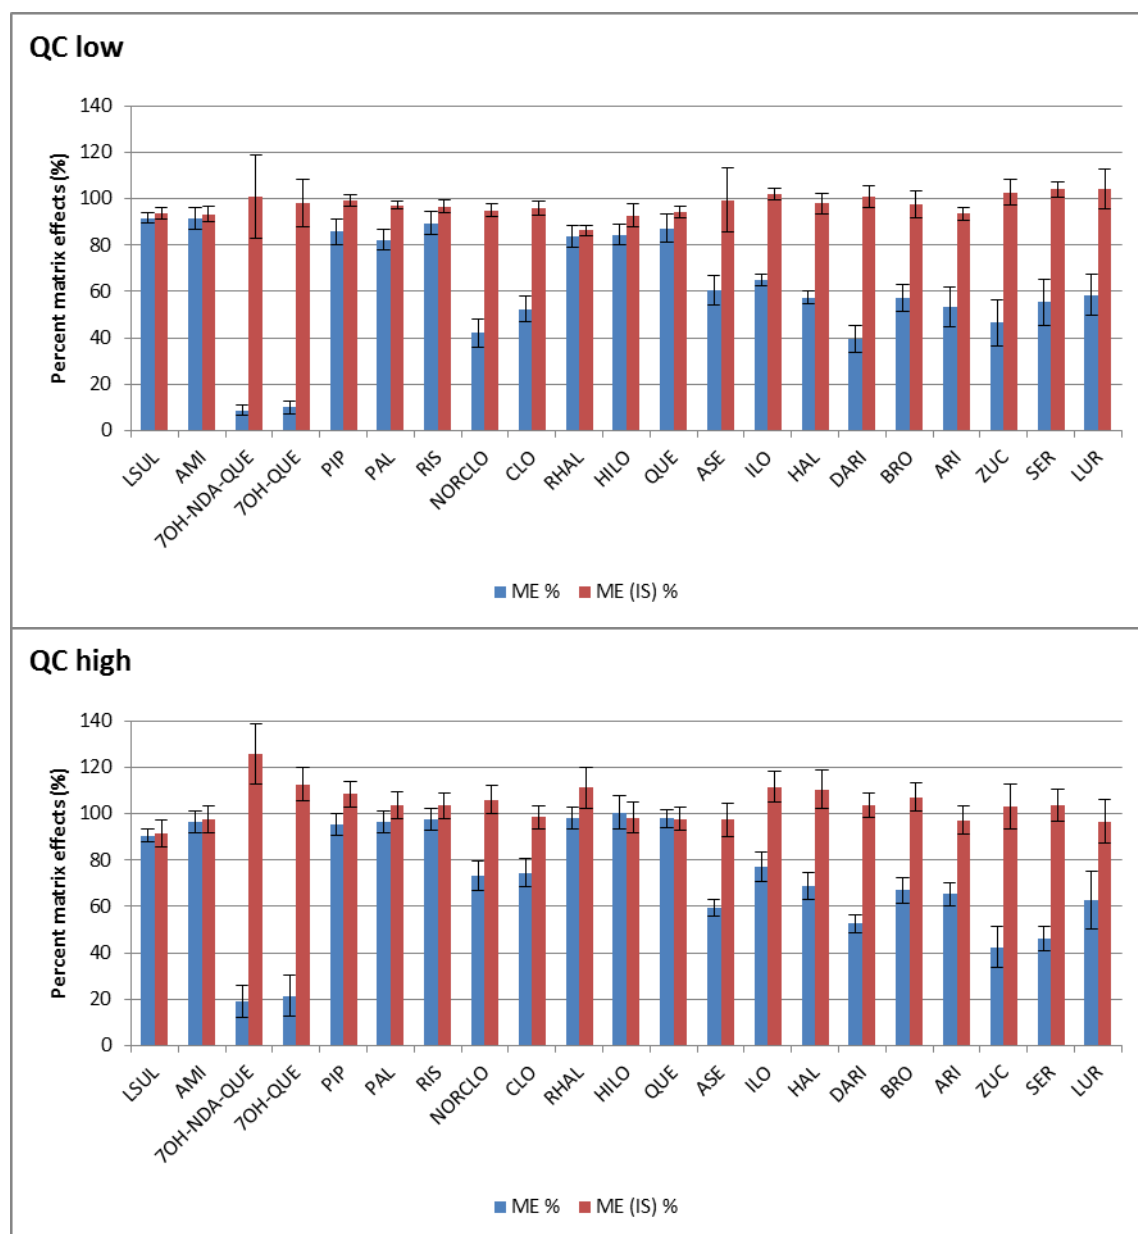 QC low
Percent matrix effects (%)
140
120
100
80
60
40
20
0
LSUL
AMI
7OH-NDA-QUE
7OH-QUE
PIP
PAL
RIS
NORCLO
CLO
RHAL
HILO
QUE
ASE
ILO
HAL
DARI
BRO
ARI
ZUC
SER
LUR
ME % ME (IS) %
QC high
Percent matrix effects (%)
140
120
100
80
60
40
20
0
LSUL
AMI
7OH-NDA-QUE
7OH-QUE
PIP
PAL
RIS
NORCLO
CLO
RHAL
HILO
QUE
ASE
ILO
HAL
DARI
BRO
ARI
ZUC
SER
LUR
ME % ME (IS) %